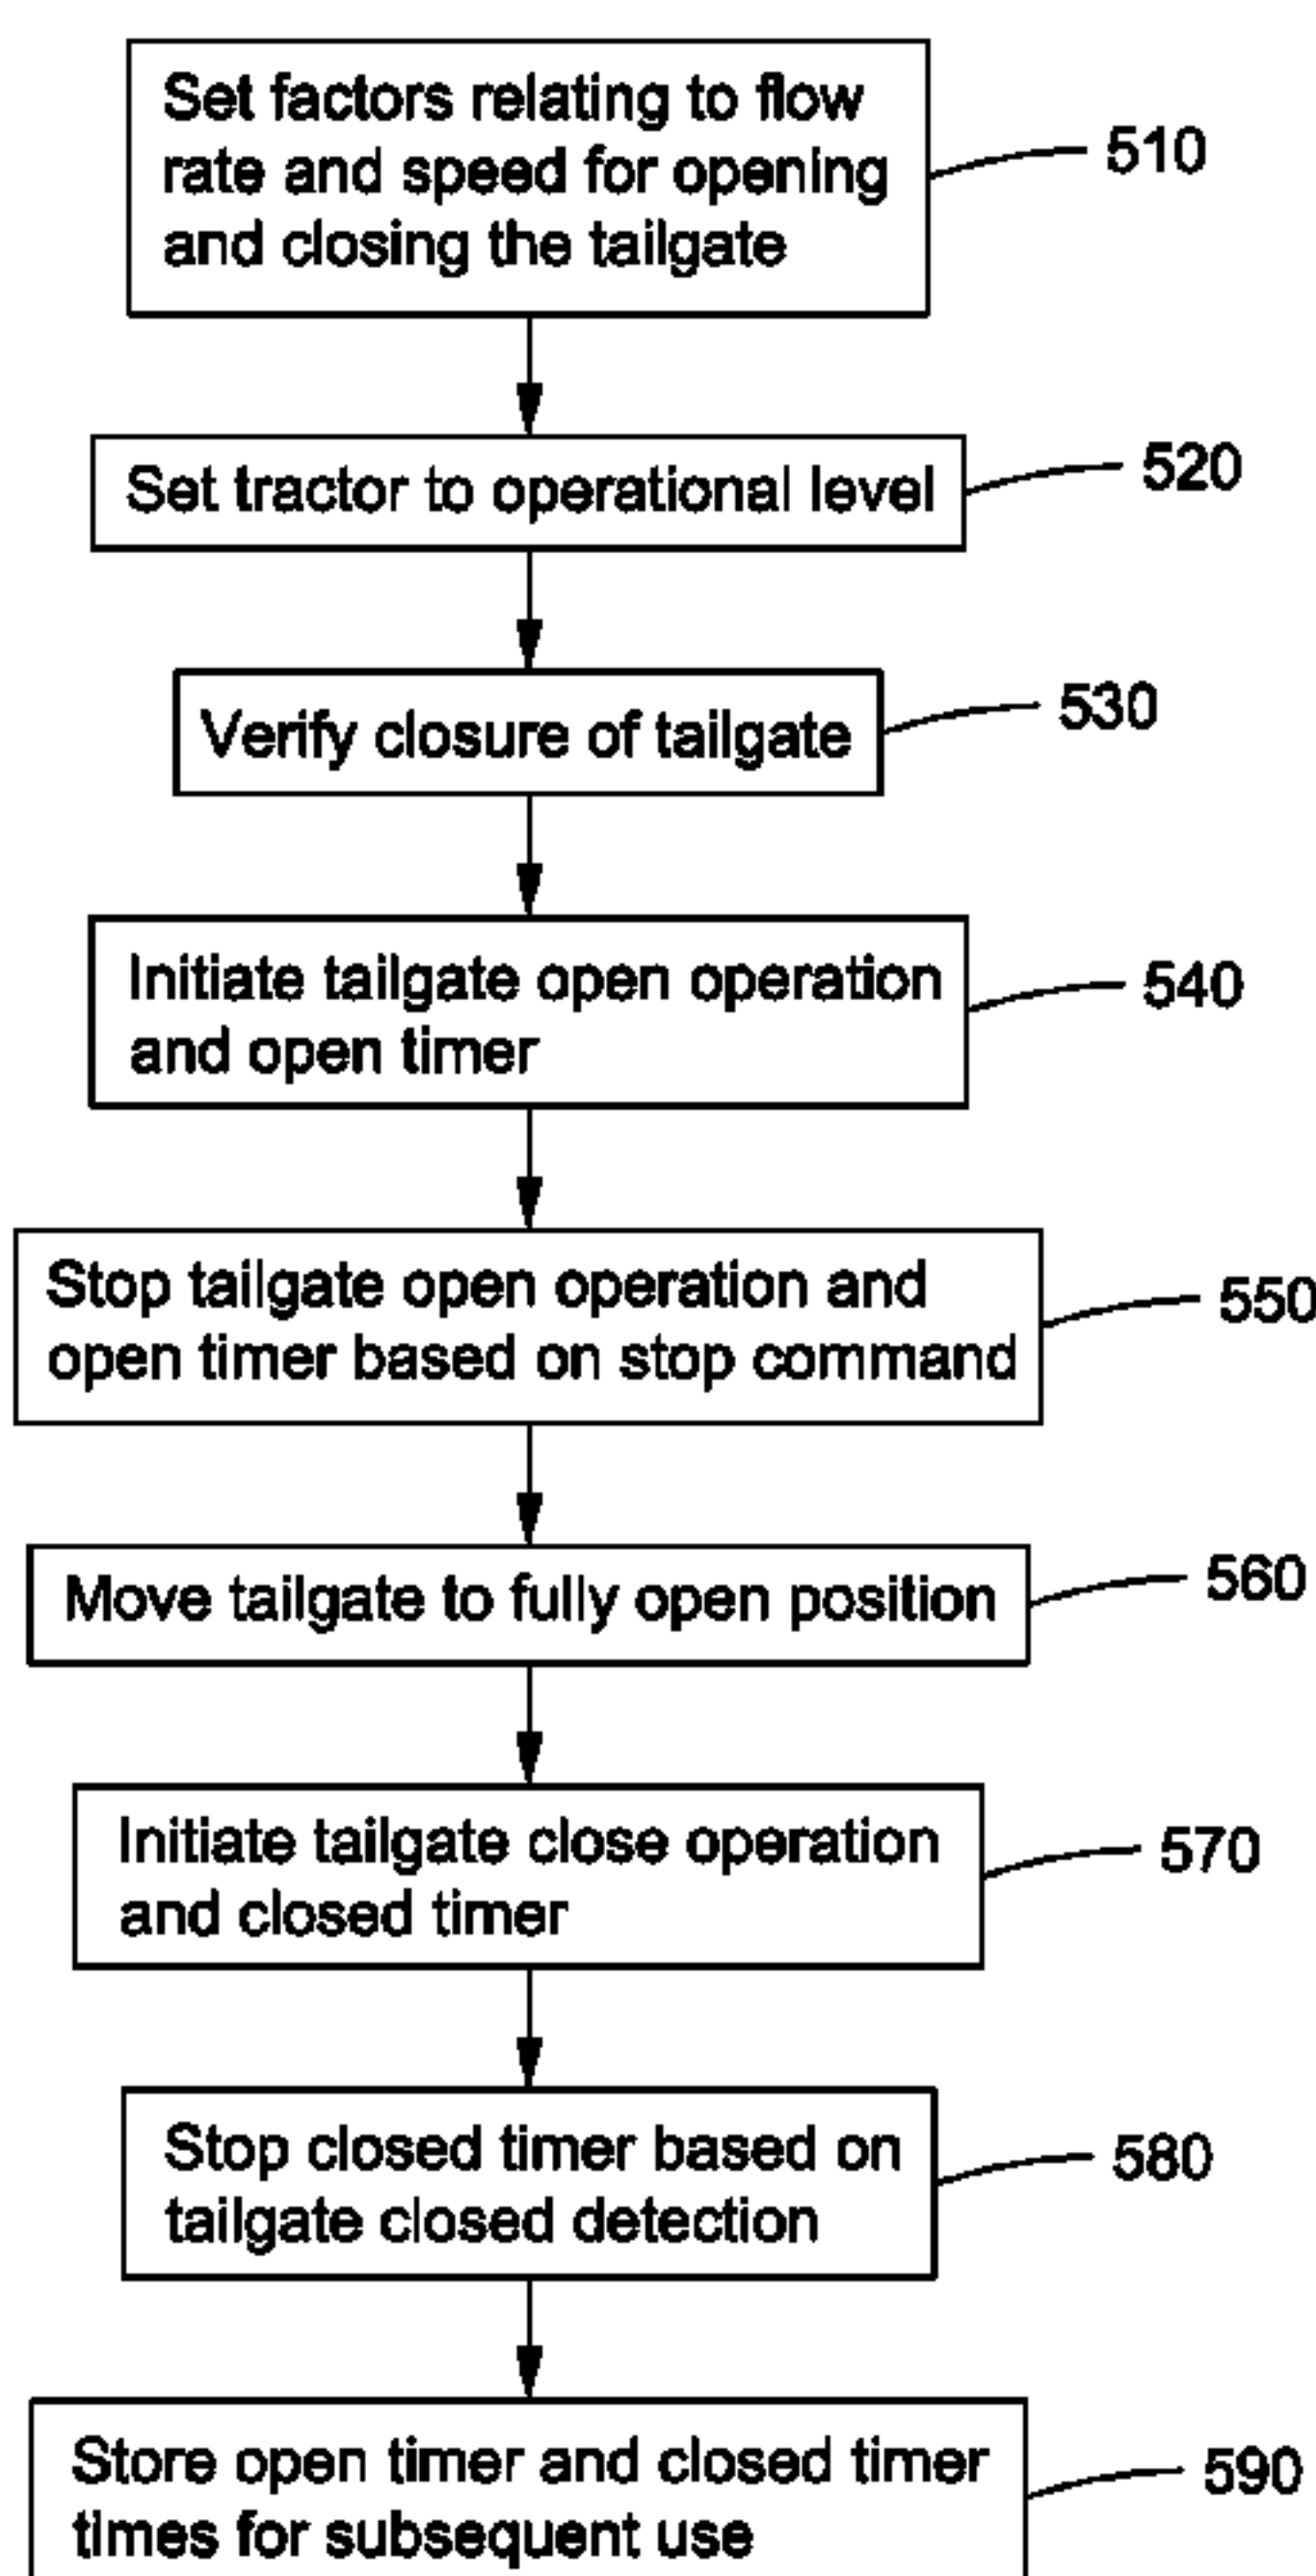 Set factors relating to flow
rate and speed for opening
and closing the tailgate
510
Set tractor to operational level
520
Verify closure of tailgate
530
Initiate tailgate open operation
and open timer
540
Stop tailgate open operation and
open timer based on stop command
550
Move tailgate to fully open position
560
Initiate tailgate close operation
and closed timer
570
Stop closed timer based on
tailgate closed detection
580
Store open timer and closed timer
times for subsequent use
590